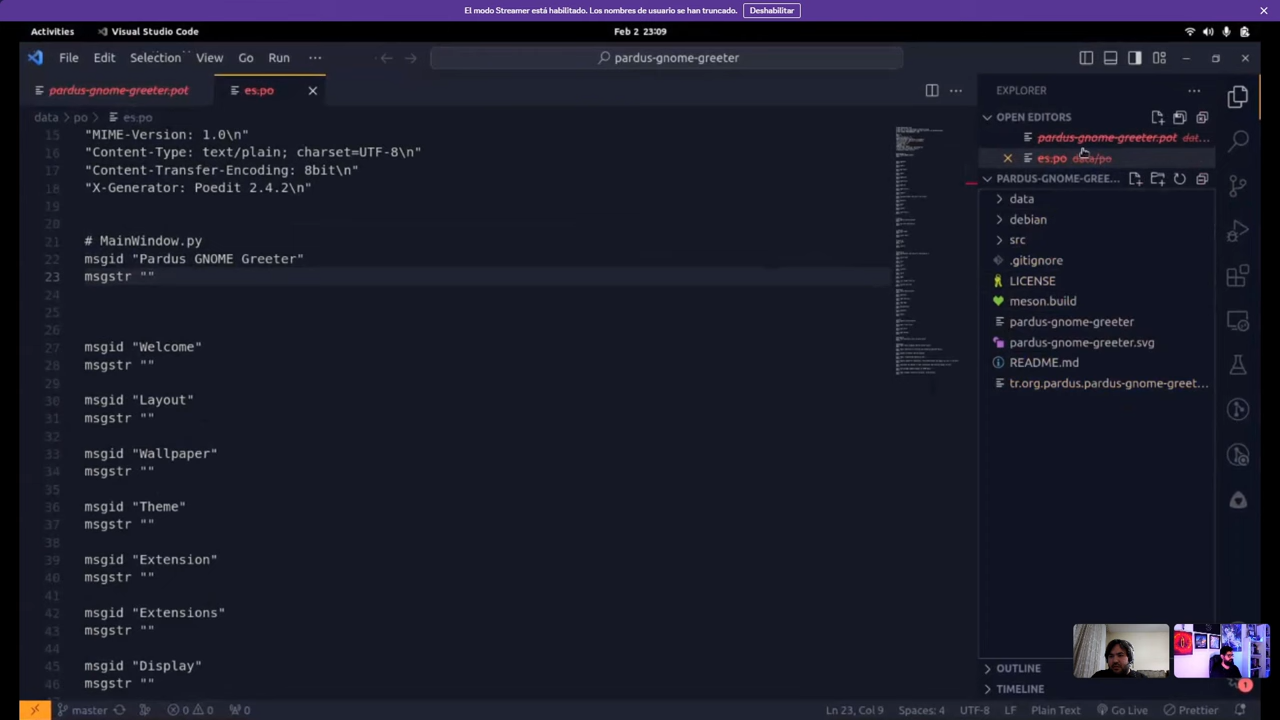 El modo Streamer está habilitado. Los nombres de usuario se han truncado. Deshabilitar
Activities Visual Studio Code Feb 2 23:09
File Edit Selection View Go Run ··· pardus-gnome-greeter
pardus-gnome-greeter.pot es.po
data > po > es.po
15 "MIME-Version: 1.0\n"
16 "Content-Type: text/plain; charset=UTF-8\n"
17 "Content-Transfer-Encoding: 8bit\n"
18 "X-Generator: Poedit 2.4.2\n"
19
20
21 # MainWindow.py
22 msgid "Pardus GNOME Greeter"
23 msgstr ""
24
25
26
27 msgid "Welcome"
28 msgstr ""
29
30 msgid "Layout"
31 msgstr ""
32
33 msgid "Wallpaper"
34 msgstr ""
35
36 msgid "Theme"
37 msgstr ""
38
39 msgid "Extension"
40 msgstr ""
41
42 msgid "Extensions"
43 msgstr ""
44
45 msgid "Display"
46 msgstr ""
EXPLORER
OPEN EDITORS
pardus-gnome-greeter.pot dat...
es.po data/po
PARDUS-GNOME-GREE...
data
debian
src
.gitignore
LICENSE
meson.build
pardus-gnome-greeter
pardus-gnome-greeter.svg
README.md
tr.org.pardus.pardus-gnome-greet...
OUTLINE
TIMELINE
1
master 0 0 0 Ln 23, Col 9 Spaces: 4 UTF-8 LF Plain Text Go Live Prettier